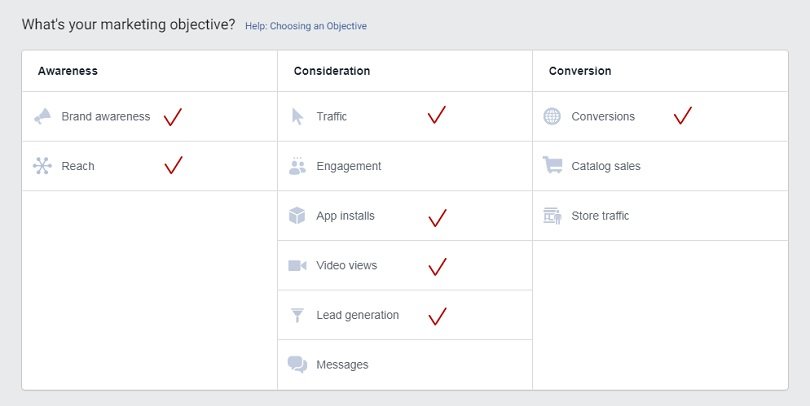 What's your marketing objective? Help: Choosing an Objective
Awareness
Consideration
Conversion
Brand awareness
Traffic
Conversions
Reach
Engagement
Catalog sales
App installs
Store traffic
Video views
Lead generation
Messages